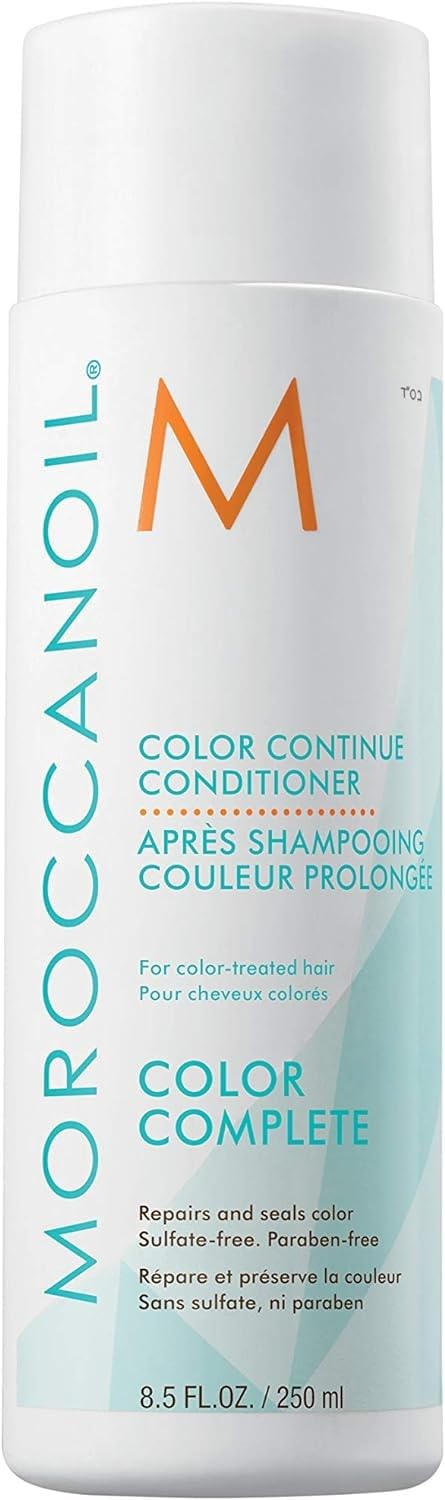 MOROCCANOIL®
M
בס"ד
COLOR CONTINUE
CONDITIONER
APRÈS SHAMPOOING
COULEUR PROLONGÉE
For color-treated hair
Pour cheveux colorés
COLOR
COMPLETE
Repairs and seals color
Sulfate-free. Paraben-free
Répare et préserve la couleur
Sans sulfate, ni paraben
8.5 FL.OZ. / 250 ml